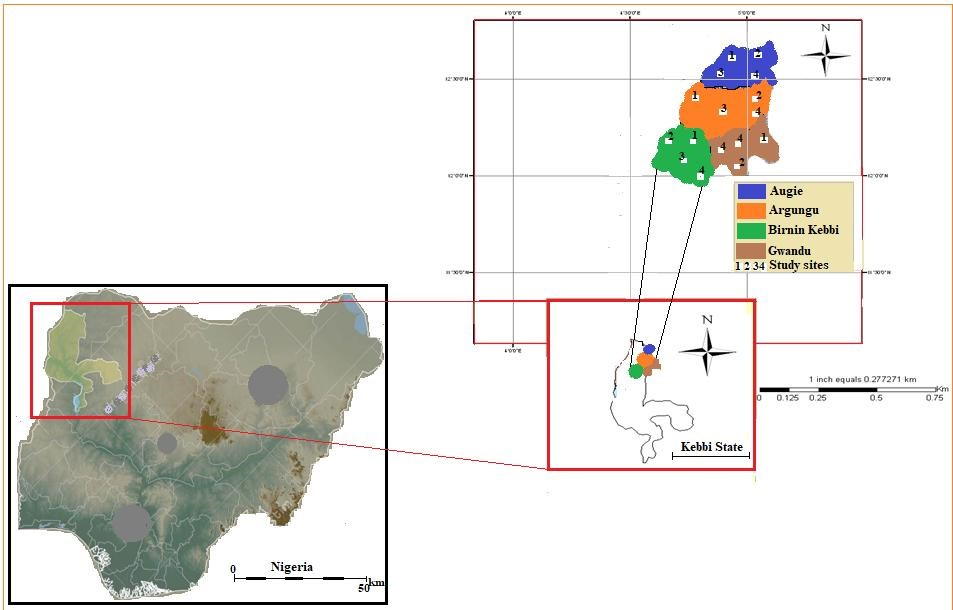 4°0'0"E 4°30'0"E 5°0'0"E
N
1 2
3 4
12°30'0"N 12°30'0"N
1 2
3 4
2 1 4 1
3 4
2
4
12°0'0"N 12°0'0"N
Augie
Argungu
Birnin Kebbi
Gwandu
1 2 34 Study sites
11°30'0"N 11°30'0"N
4°0'0"E
N
Kebbi State
1 inch equals 0.277271 km
Km
0 0.125 0.25 0.5 0.75
Nigeria
0
50 km